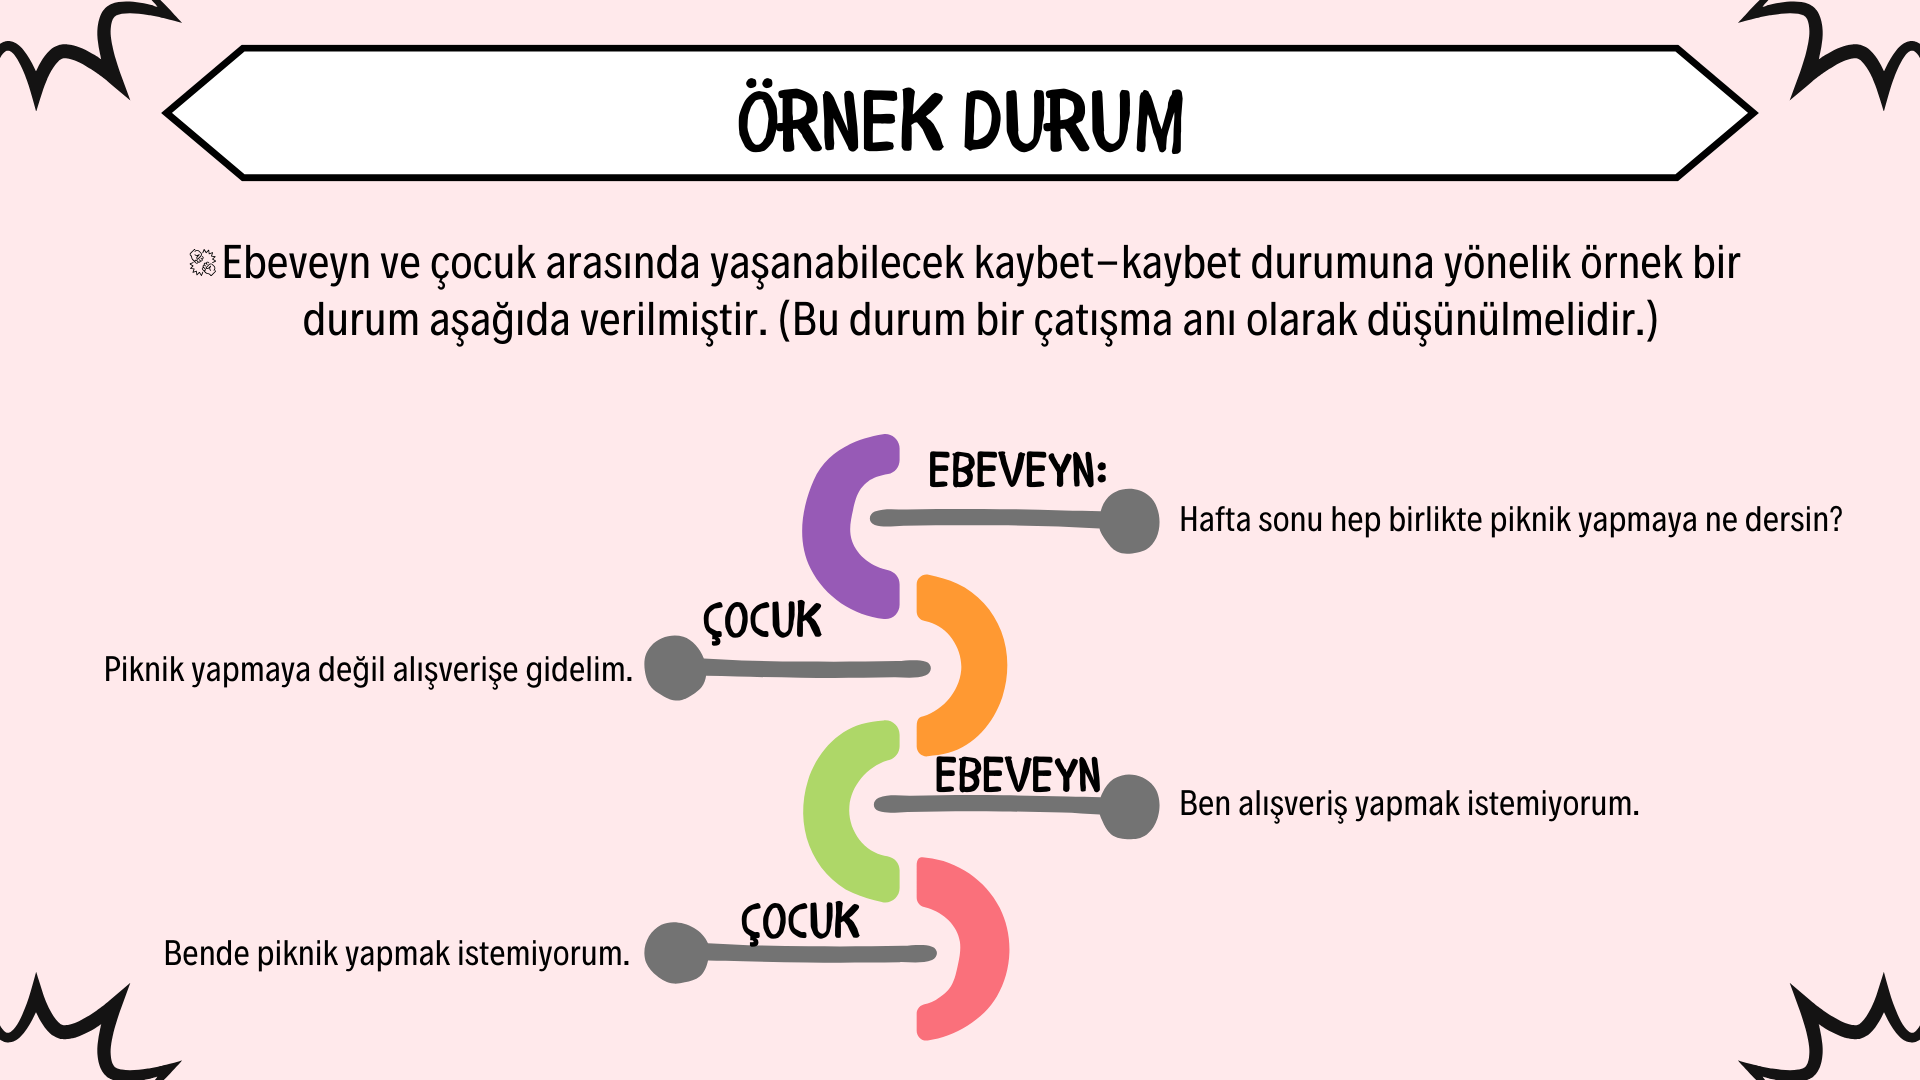 ÖRNEK DURUM
Ebeveyn ve çocuk arasında yaşanabilecek kaybet-kaybet durumuna yönelik örnek bir
durum aşağıda verilmiştir. (Bu durum bir çatışma anı olarak düşünülmelidir.)
EBEVEYN:
Hafta sonu hep birlikte piknik yapmaya ne dersin?
ÇOCUK
Piknik yapmaya değil alışverişe gidelim.
EBEVEYN
Ben alışveriş yapmak istemiyorum.
ÇOCUK
Bende piknik yapmak istemiyorum.